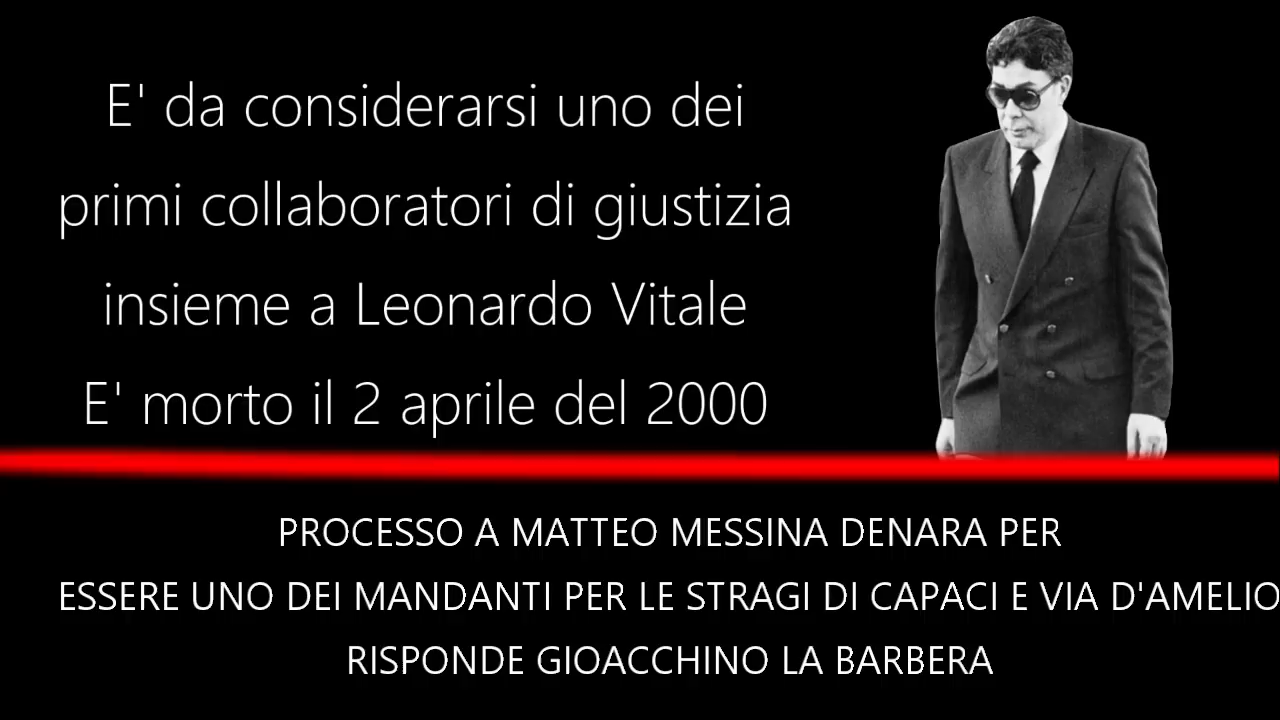 E' da considerarsi uno dei
primi collaboratori di giustizia
insieme a Leonardo Vitale
E' morto il 2 aprile del 2000
PROCESSO A MATTEO MESSINA DENARA PER
ESSERE UNO DEI MANDANTI PER LE STRAGI DI CAPACI E VIA D'AMELIO
RISPONDE GIOACCHINO LA BARBERA